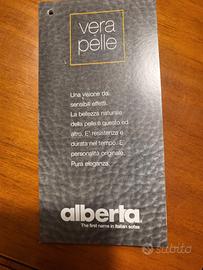 vera
pelle
Una visione dai
sensibili effetti.
La bellezza naturale
della pelle è questo ed
altro. E' resistenza e
durata nel tempo. E'
personalità originale.
Pura eleganza.
alberta®
The first name in Italian sofas
subito